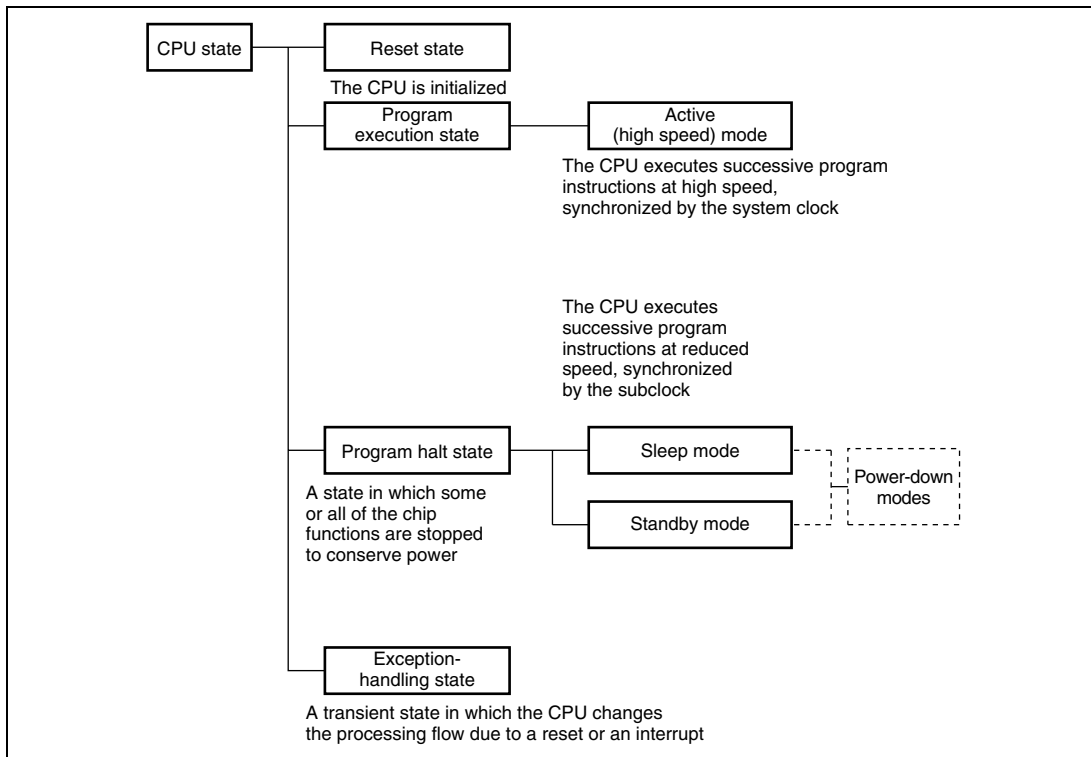 CPU state
Reset state
The CPU is initialized
Program
execution state
Active
(high speed) mode
The CPU executes successive program
instructions at high speed,
synchronized by the system clock
The CPU executes
successive program
instructions at reduced
speed, synchronized
by the subclock
Program halt state
A state in which some
or all of the chip
functions are stopped
to conserve power
Sleep mode
Standby mode
Power-down
modes
Exception-
handling state
A transient state in which the CPU changes
the processing flow due to a reset or an interrupt